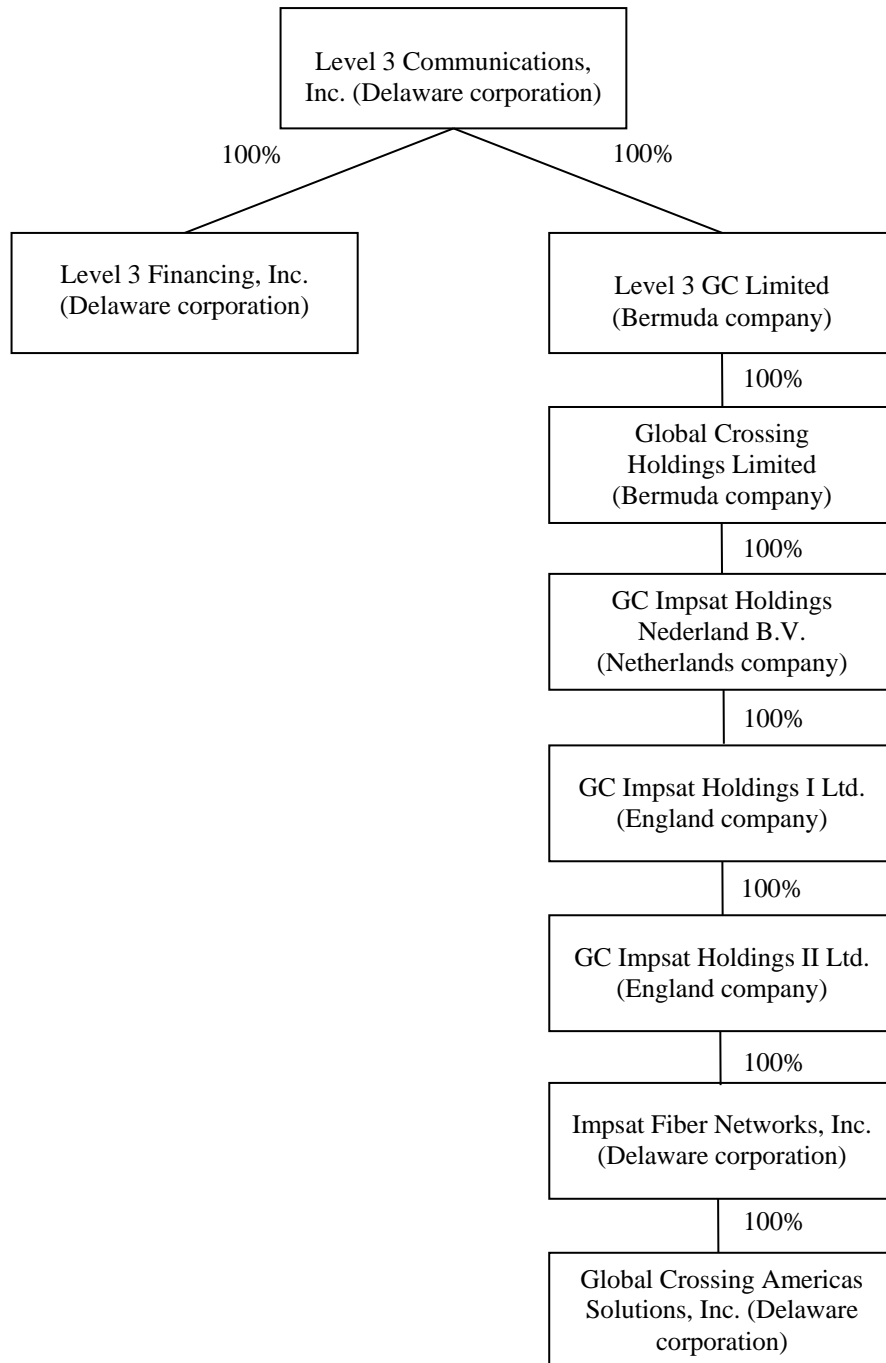 Level 3 Communications,
Inc. (Delaware corporation)
100%
100%
Level 3 Financing, Inc.
(Delaware corporation)
Level 3 GC Limited
(Bermuda company)
100%
Global Crossing
Holdings Limited
(Bermuda company)
100%
GC Impsat Holdings
Nederland B.V.
(Netherlands company)
100%
GC Impsat Holdings I Ltd.
(England company)
100%
GC Impsat Holdings II Ltd.
(England company)
100%
Impsat Fiber Networks, Inc.
(Delaware corporation)
100%
Global Crossing Americas
Solutions, Inc. (Delaware
corporation)